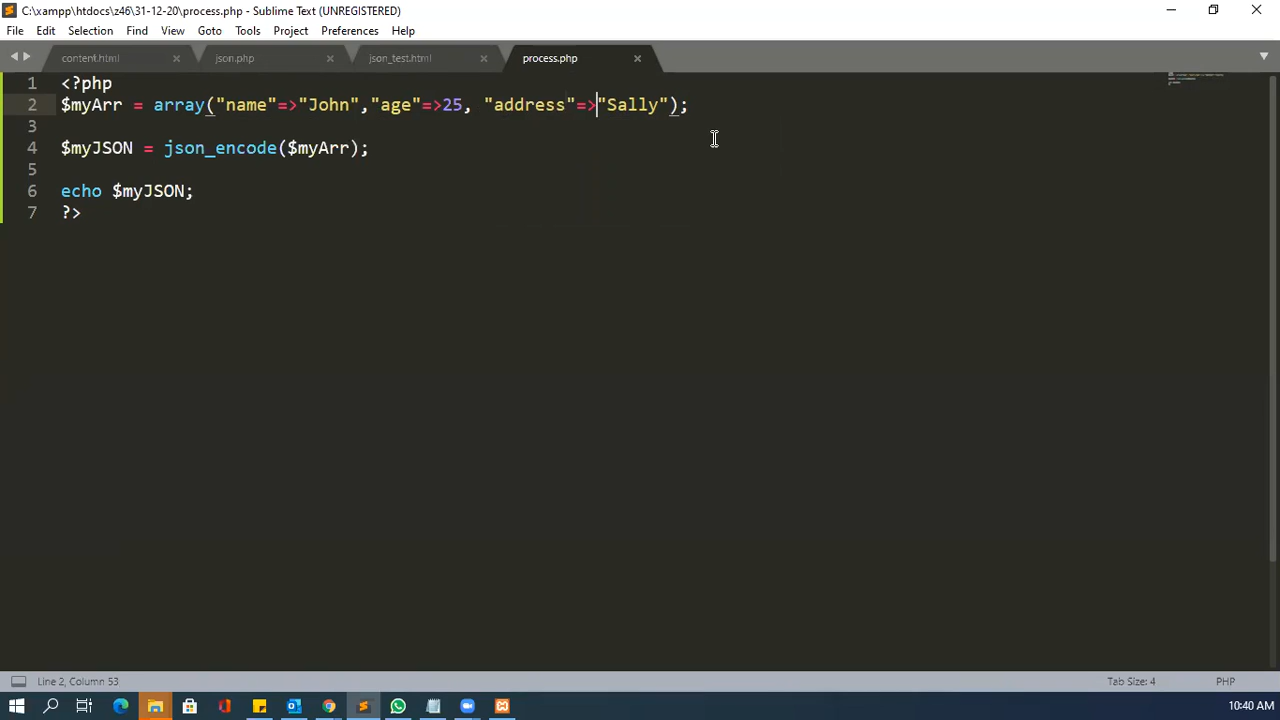 C:\xampp\htdocs\z46\31-12-20\process.php - Sublime Text (UNREGISTERED)
File Edit Selection Find View Goto Tools Project Preferences Help
content.html json.php json_test.html process.php
1 <?php
2 $myArr = array("name"=>"John","age"=>25, "address"=>"Sally");
3
4 $myJSON = json_encode($myArr);
5
6 echo $myJSON;
7 ?>
Line 2, Column 53 Tab Size: 4 PHP
10:40 AM